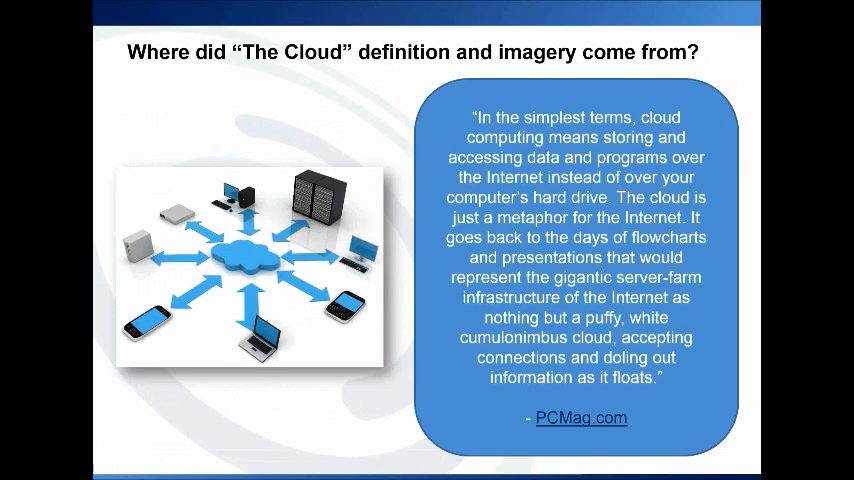 Where did “The Cloud” definition and imagery come from?
“In the simplest terms, cloud
computing means storing and
accessing data and programs over
the Internet instead of over your
computer’s hard drive. The cloud is
just a metaphor for the Internet. It
goes back to the days of flowcharts
and presentations that would
represent the gigantic server-farm
infrastructure of the Internet as
nothing but a puffy, white
cumulonimbus cloud, accepting
connections and doling out
information as it floats.”
- PCMag.com